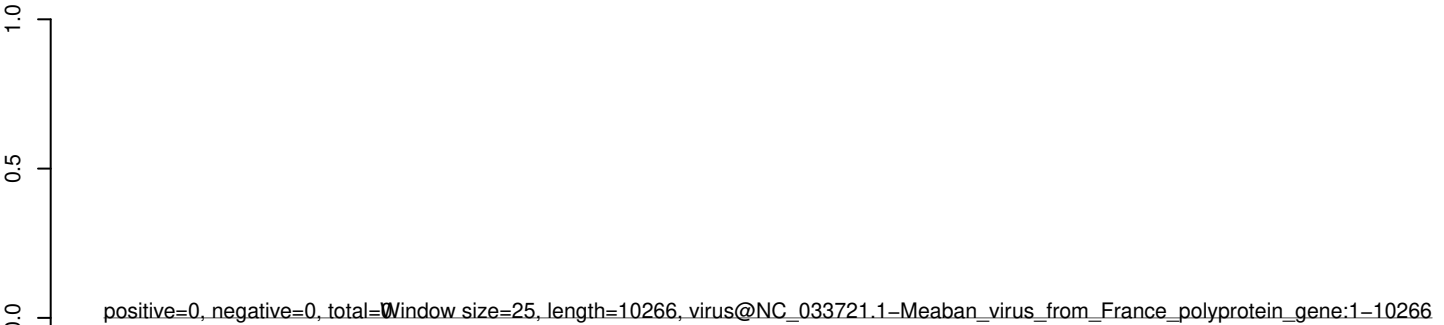 1.0
0.5
0.0
positive=0, negative=0, total=0
Window size=25, length=10266, virus@NC_033721.1−Meaban_virus_from_France_polyprotein_gene:1−10266